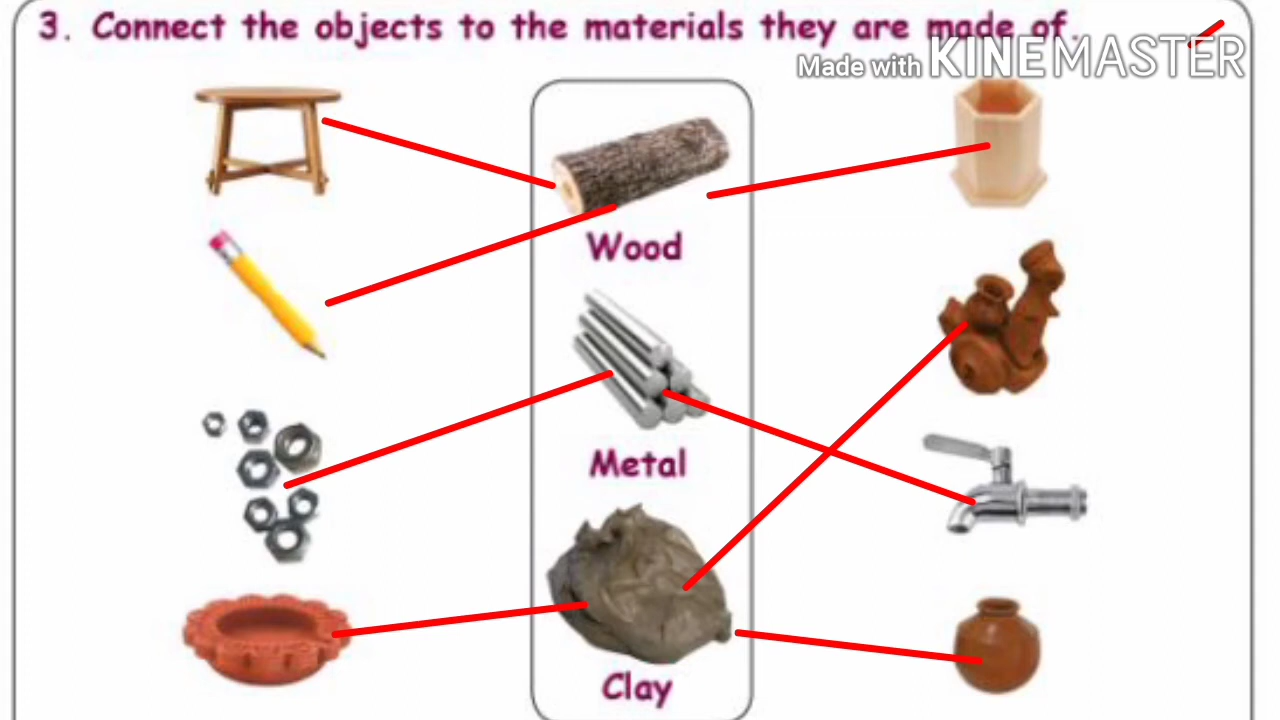 3. Connect the objects to the materials they are made of.
Made with KINEMASTER
Wood
Metal
Clay